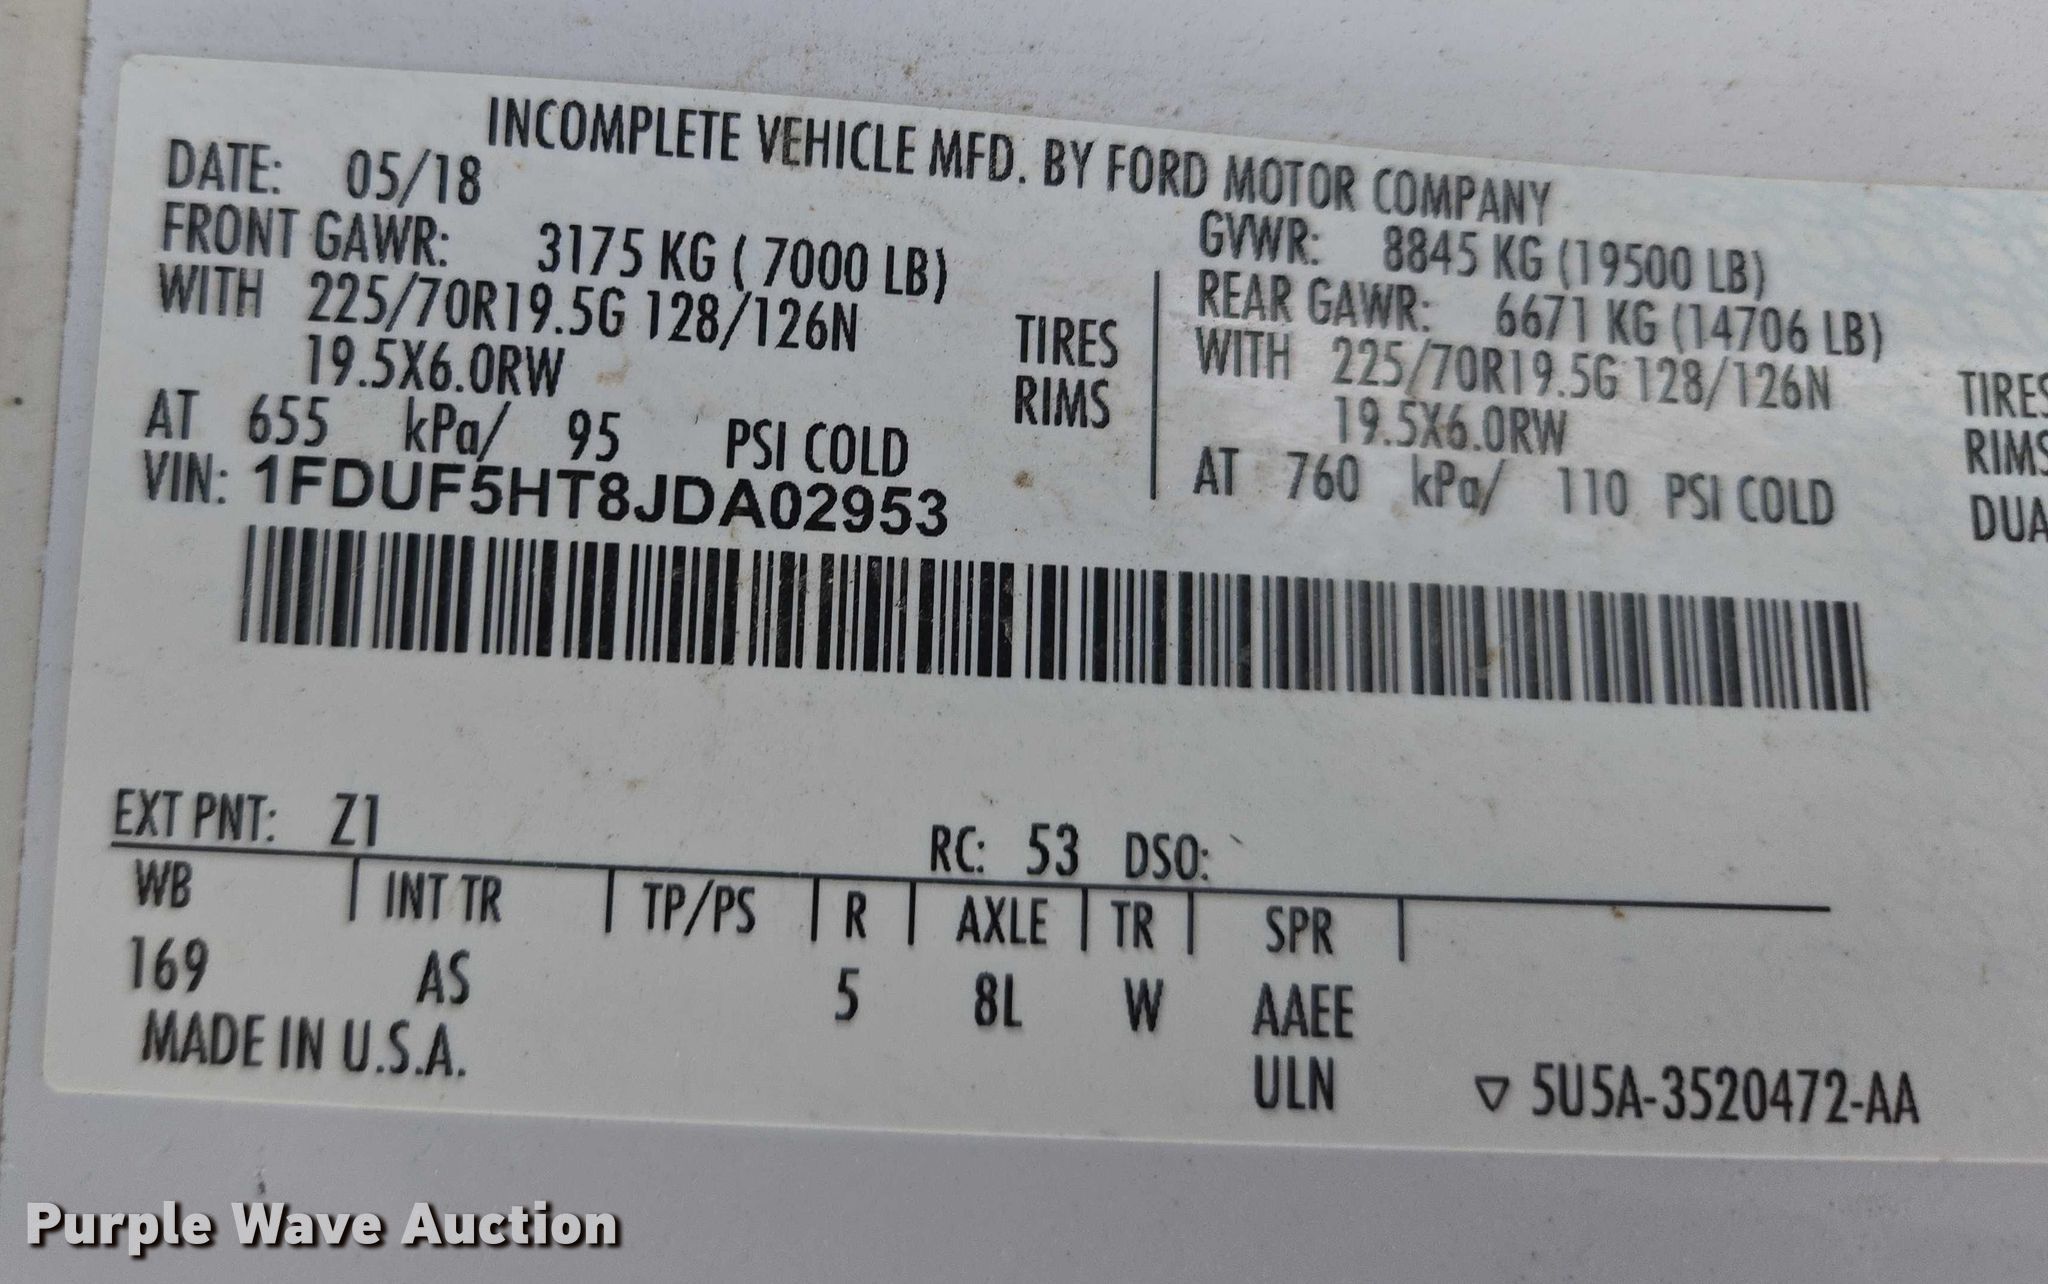 INCOMPLETE VEHICLE MFD. BY FORD MOTOR COMPANY
DATE: 05/18
GVWR: 8845 KG (19500 LB)
FRONT GAWR: 3175 KG ( 7000 LB)
REAR GAWR: 6671 KG (14706 LB)
WITH 225/70R19.5G 128/126N TIRES
WITH 225/70R19.5G 128/126N TIRES
19.5X6.0RW RIMS
19.5X6.0RW RIMS
AT 655 kPa/ 95 PSI COLD
AT 760 kPa/ 110 PSI COLD DUA
VIN: 1FDUF5HT8JDA02953
EXT PNT: Z1 RC: 53 DSO:
WB | INT TR | TP/PS | R | AXLE | TR | SPR |
169 AS 5 8L W AAEE
MADE IN U.S.A. ULN ▽ 5U5A-3520472-AA
Purple Wave Auction